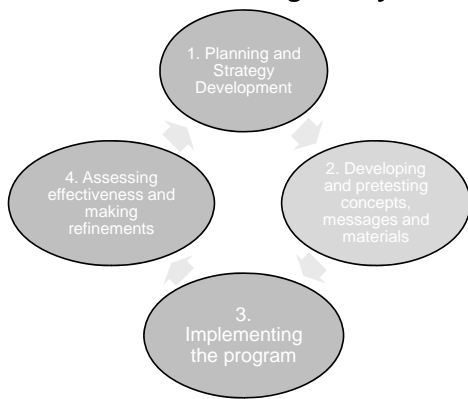 1. Planning and
Strategy
Development
2. Developing
and pretesting
concepts,
messages and
materials
3.
Implementing
the program
4. Assessing
effectiveness and
making
refinements